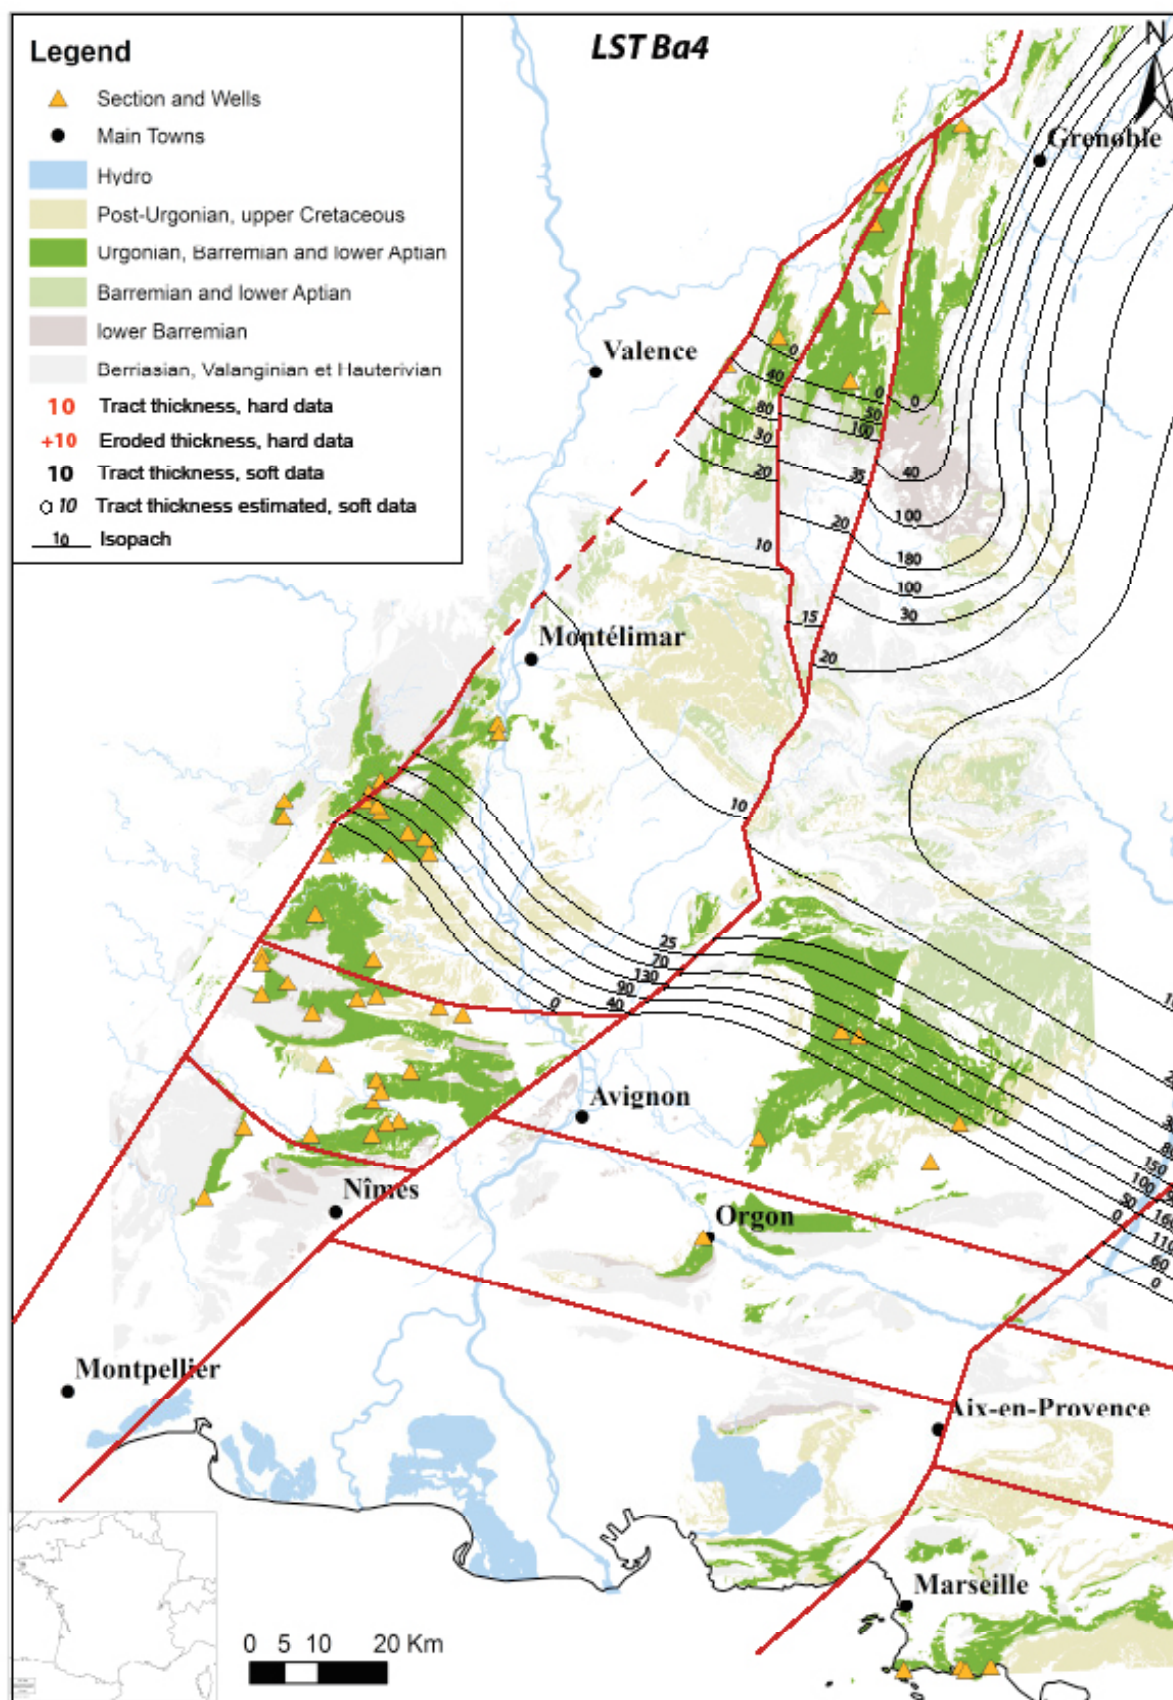 LST Ba4
N
Legend
Section and Wells
Main Towns
Hydro
Post-Urgonian, upper Cretaceous
Urgonian, Barremian and lower Aptian
Barremian and lower Aptian
lower Barremian
Berriasian, Valanginian et Hauterivian
10 Tract thickness, hard data
+10 Eroded thickness, hard data
10 Tract thickness, soft data
10 Tract thickness estimated, soft data
10 Isopach
Grenoble
Valence
0
40
80
30
20
10
0
50
100
35
20
15
0
40
100
180
100
30
20
Montélimar
10
25
70
130
90
40
0
Avignon
Nîmes
Orgon
80
150
100
50
0
160
110
60
0
Montpellier
Aix-en-Provence
Marseille
0 5 10 20 Km